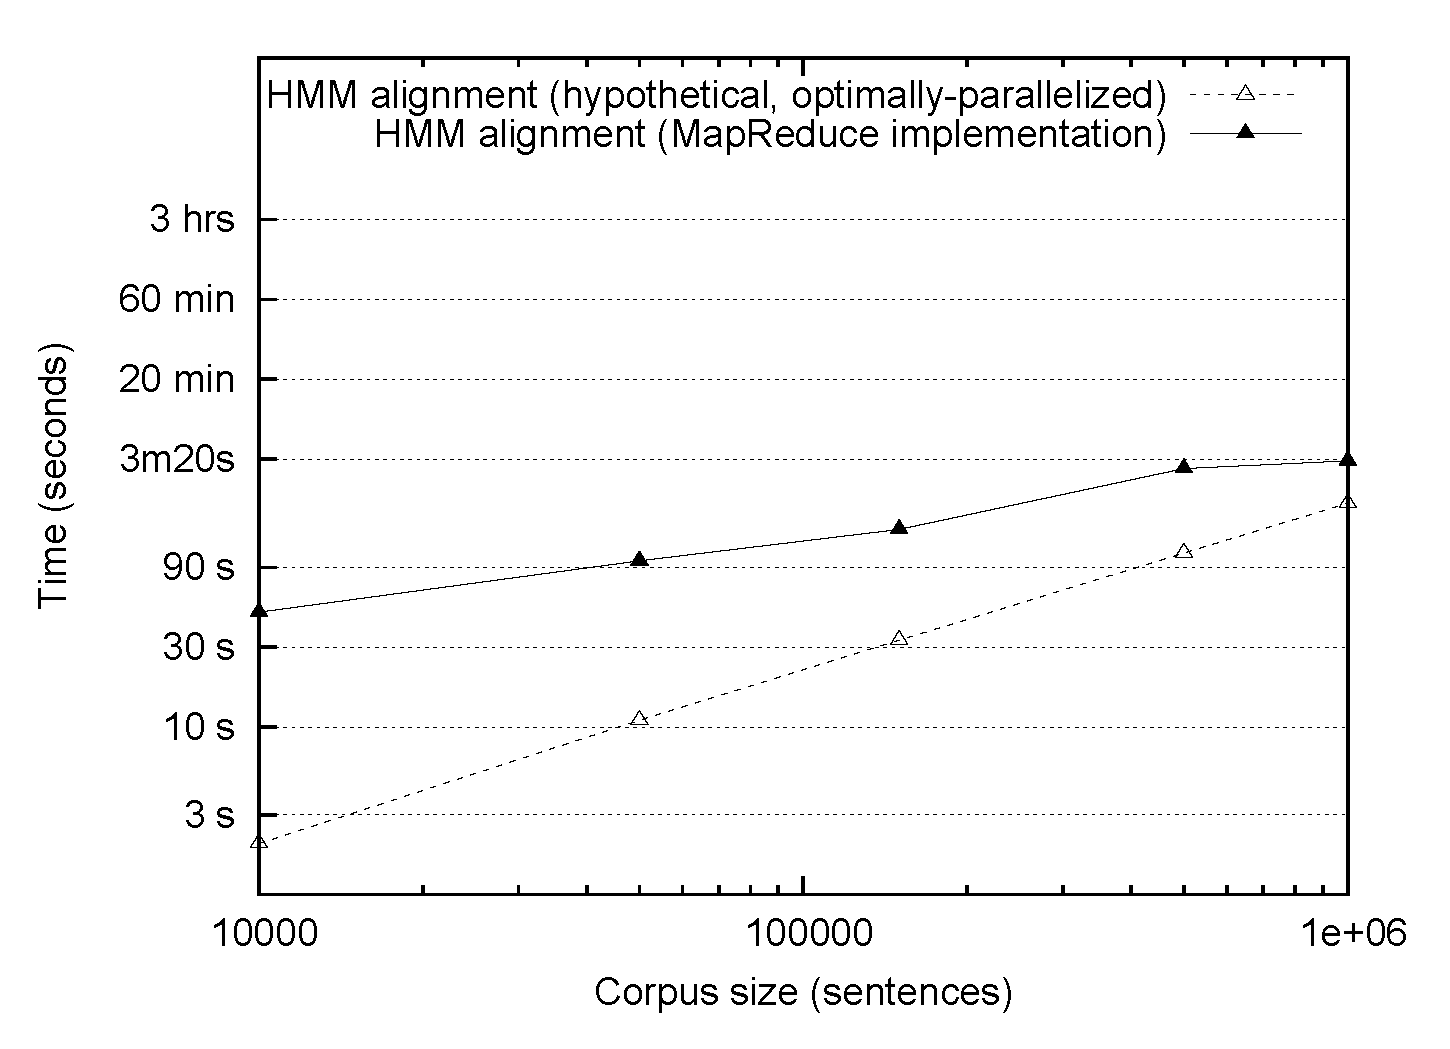 HMM alignment (hypothetical, optimally-parallelized)
HMM alignment (MapReduce implementation)
3 hrs
60 min
20 min
3m20s
90 s
30 s
10 s
3 s
Time (seconds)
10000 100000 1e+06
Corpus size (sentences)